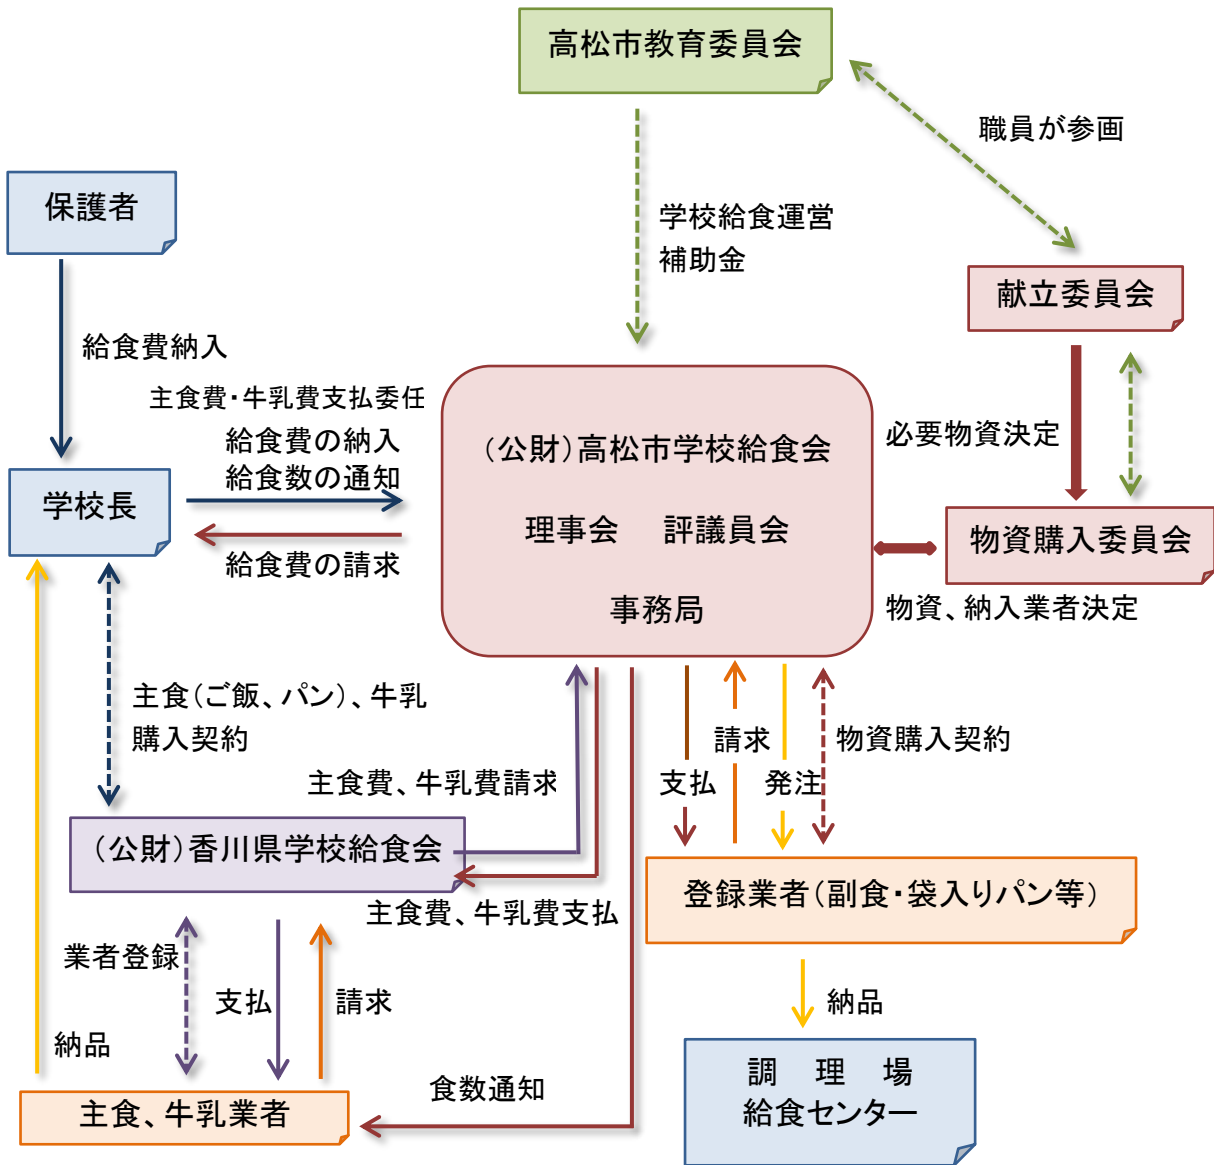 高松市教育委員会
職員が参画
保護者
学校給食運営
補助金
献立委員会
給食費納入
主食費・牛乳費支払委任
給食費の納入
給食数の通知
(公財)高松市学校給食会
必要物資決定
学校長
理事会 評議員会
物資購入委員会
給食費の請求
事務局
物資、納入業者決定
主食(ご飯、パン)、牛乳
購入契約
請求
物資購入契約
主食費、牛乳費請求
支払
発注
(公財)香川県学校給食会
登録業者(副食・袋入りパン等)
主食費、牛乳費支払
業者登録
支払
請求
納品
納品
食数通知
調 理 場
給食センター
主食、牛乳業者